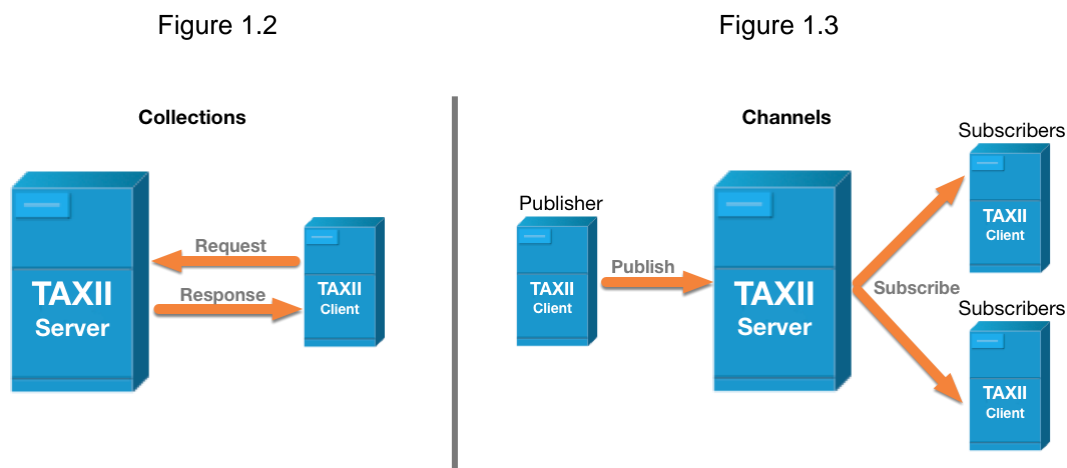 Figure 1.2
Collections
TAXII
Server
Request
Response
TAXII
Client
Figure 1.3
Channels
Publisher
TAXII
Client
Publish
TAXII
Server
Subscribe
Subscribers
TAXII
Client
Subscribers
TAXII
Client